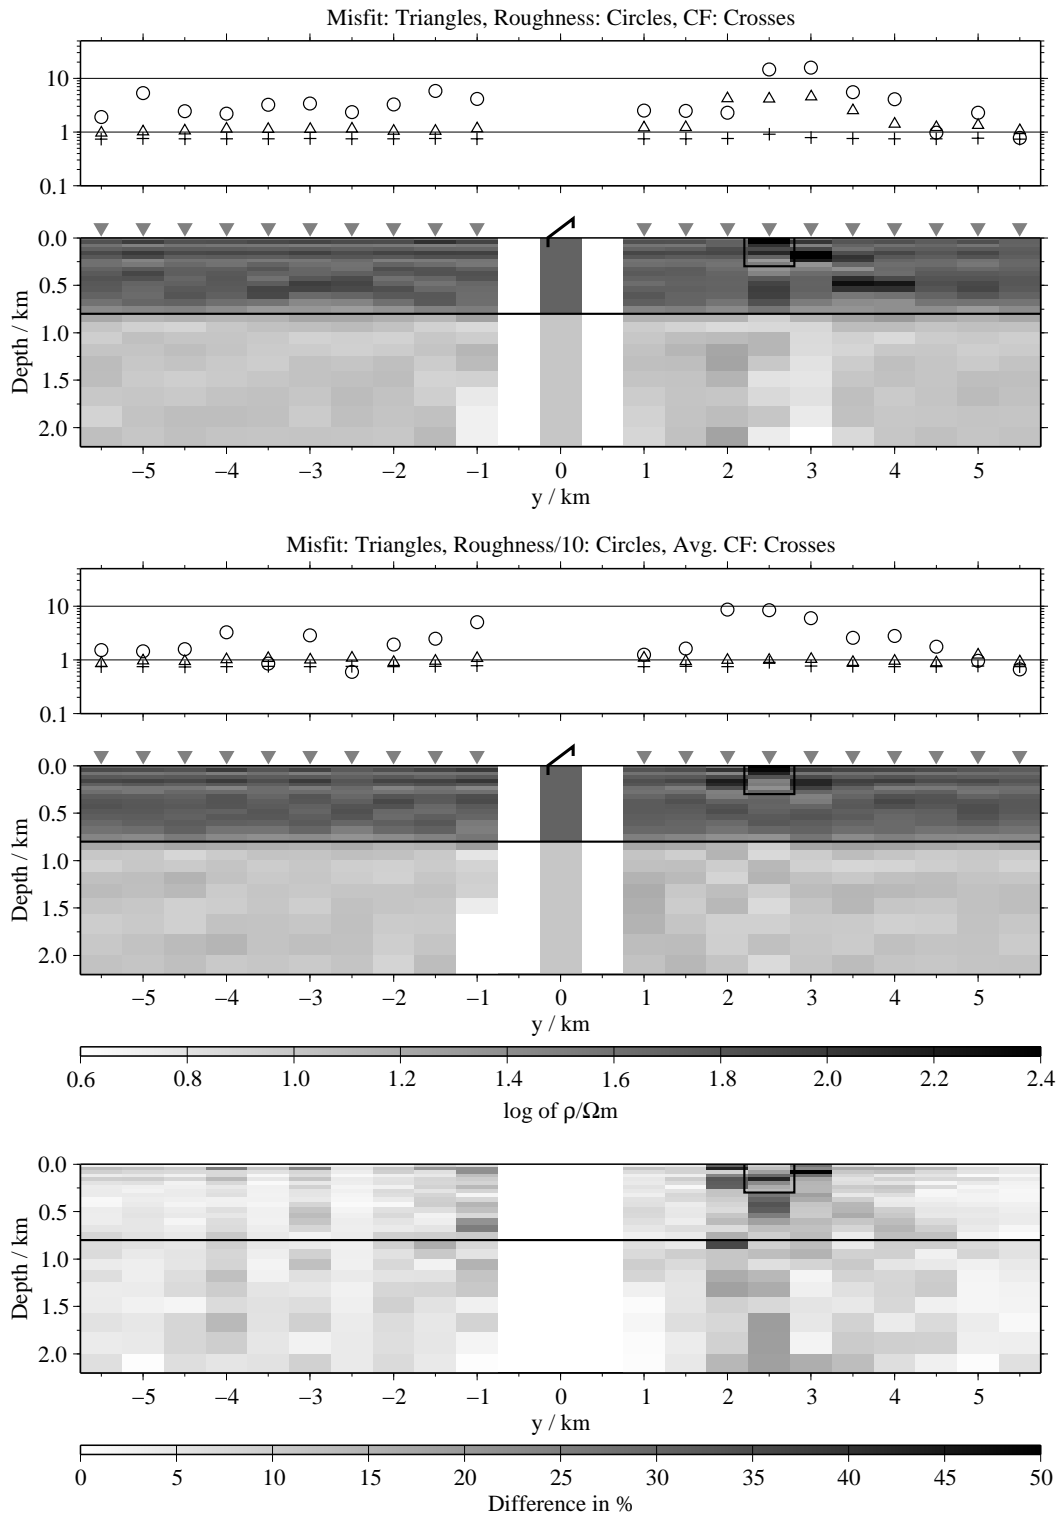 Misfit: Triangles, Roughness: Circles, CF: Crosses
10
1
0.1
0.0
0.5
1.0
1.5
2.0
Depth / km
−5 −4 −3 −2 −1 0 1 2 3 4 5
y / km
Misfit: Triangles, Roughness/10: Circles, Avg. CF: Crosses
10
1
0.1
0.0
0.5
1.0
1.5
2.0
Depth / km
−5 −4 −3 −2 −1 0 1 2 3 4 5
y / km
0.6 0.8 1.0 1.2 1.4 1.6 1.8 2.0 2.2 2.4
log of ρ/Ωm
0.0
0.5
1.0
1.5
2.0
Depth / km
−5 −4 −3 −2 −1 0 1 2 3 4 5
y / km
0 5 10 15 20 25 30 35 40 45 50
Difference in %